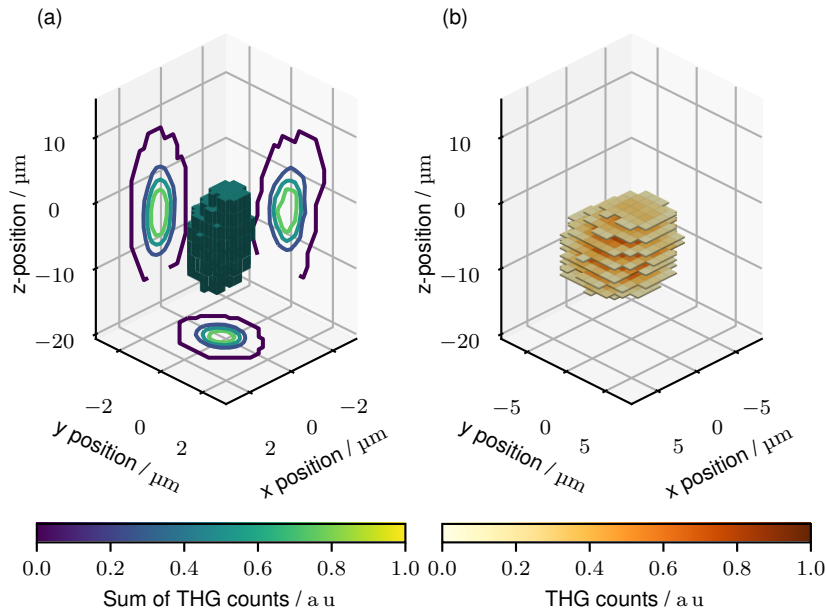 (a)
(b)
10
0
−10
−20
z-position / µm
−2
0
2
y position / µm
−2
0
2
x position / µm
10
0
−10
−20
z-position / µm
−5
0
5
y position / µm
−5
0
5
x position / µm
0.0 0.2 0.4 0.6 0.8 1.0
Sum of THG counts / a u
0.0 0.2 0.4 0.6 0.8 1.0
THG counts / a u